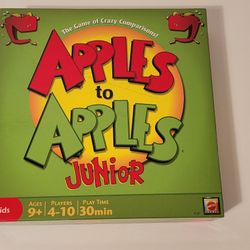 The Game of Crazy Comparisons!
APPLES
to
APPLES
JUNIOR
Kids
AGES PLAYERS PLAY TIME
9+ 4-10 30min